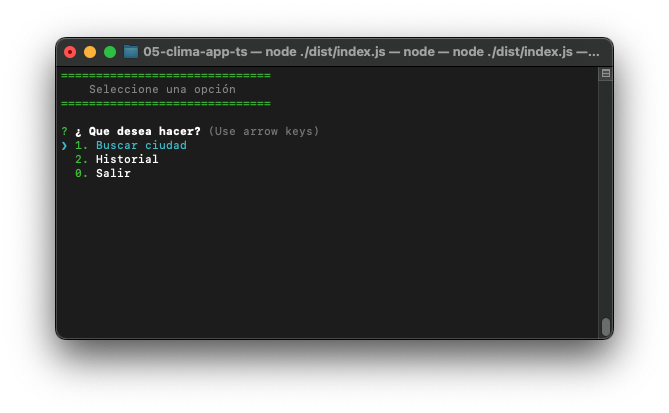 05-clima-app-ts — node ./dist/index.js — node — node ./dist/index.js —...
==============================
Seleccione una opción
==============================
? ¿ Que desea hacer? (Use arrow keys)
❯ 1. Buscar ciudad
2. Historial
0. Salir